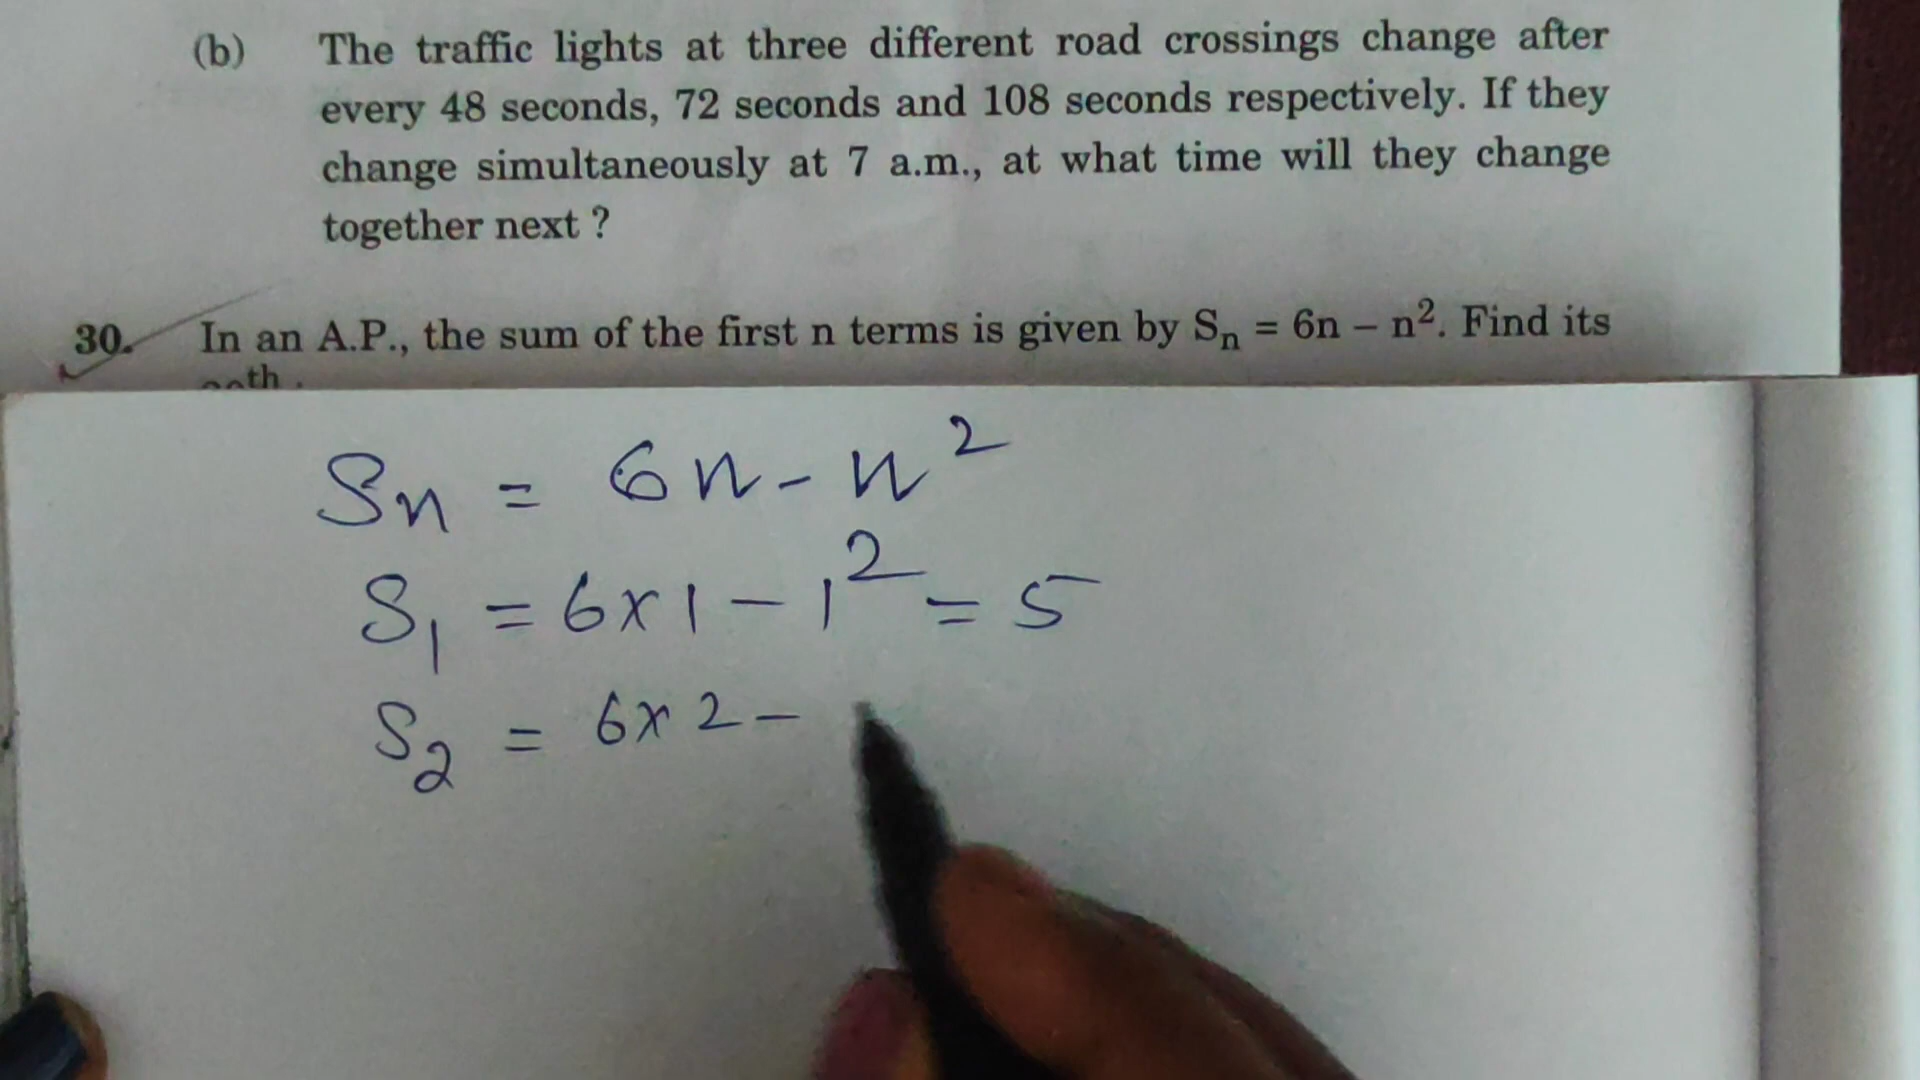 (b) The traffic lights at three different road crossings change after
every 48 seconds, 72 seconds and 108 seconds respectively. If they
change simultaneously at 7 a.m., at what time will they change
together next ?
30. In an A.P., the sum of the first n terms is given by Sₙ = 6n – n². Find its
Sn = 6n - n²
S₁ = 6x1 - 1² = 5
S₂ = 6x2 -